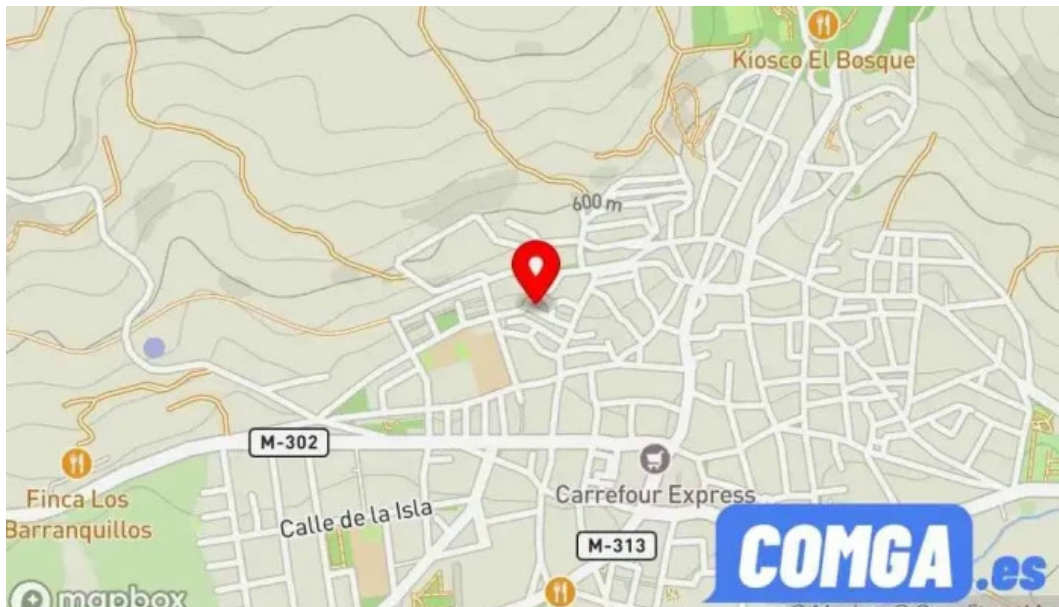 Kiosco El Bosque
600 m
M-302
Carrefour Express
Finca Los
Barranquillos
Calle de la Isla
M-313
COMGA.es
mapbox